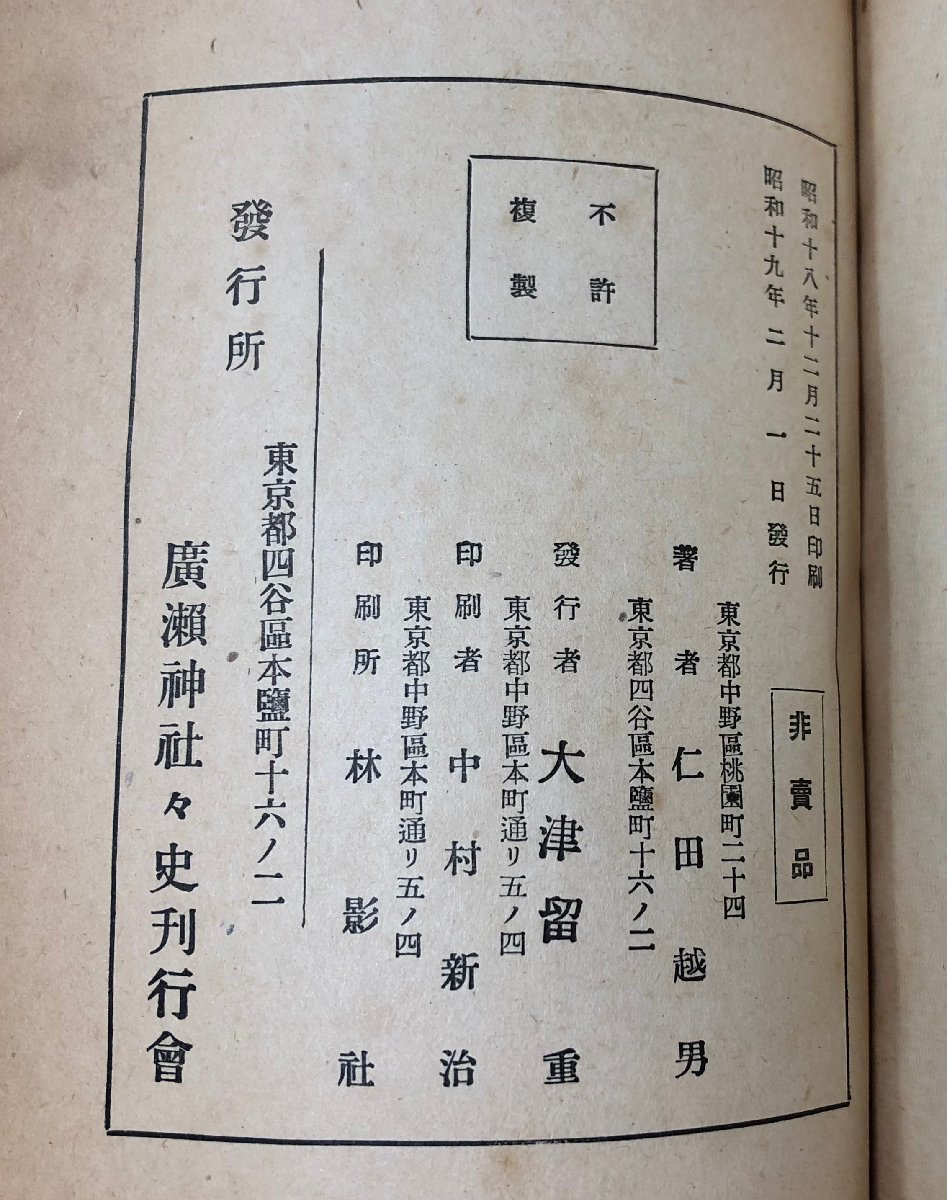 昭和十八年十二月二十五日印刷
昭和十九年二月一日發行
非賣品
不許
複製
東京都中野區桃園町二十四
著者 仁田越男
東京都四谷區本鹽町十六ノ二
發行者 大津留重
東京都中野區本町通リ五ノ四
印刷者 中村新治
東京都中野區本町通リ五ノ四
印刷所 林影社
發行所
東京都四谷區本鹽町十六ノ二
廣瀨神社々史刊行會